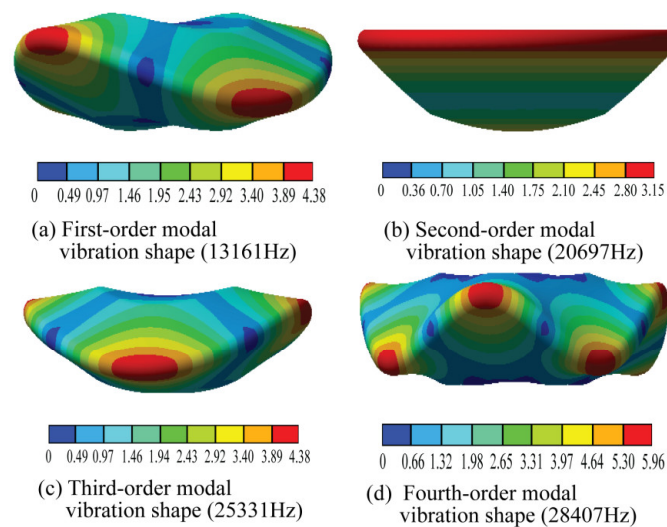 0 0.49 0.97 1.46 1.95 2.43 2.92 3.40 3.89 4.38
0 0.36 0.70 1.05 1.40 1.75 2.10 2.45 2.80 3.15
(a) First-order modal
vibration shape (13161Hz)
(b) Second-order modal
vibration shape (20697Hz)
0 0.49 0.97 1.46 1.94 2.43 2.92 3.40 4.38 4.38
0 0.66 1.32 1.98 2.65 3.31 3.97 4.64 5.30 5.96
(c) Third-order modal
vibration shape (25331Hz)
(d) Fourth-order modal
vibration shape (28407Hz)